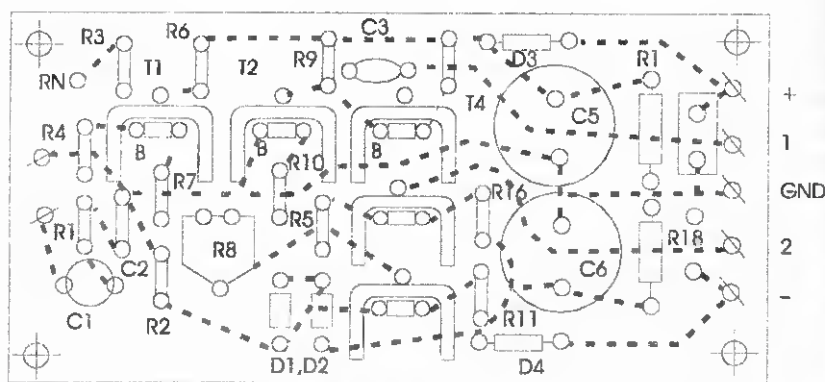 C3
R3
R6
R9
D3
R1
T1
T2
RN
T4
+
C5
R4
B
B
B
1
R10
R7
R16
GND
R1
R5
R8
R18
2
C2
C6
C1
R2
R11
-
D1,D2
D4